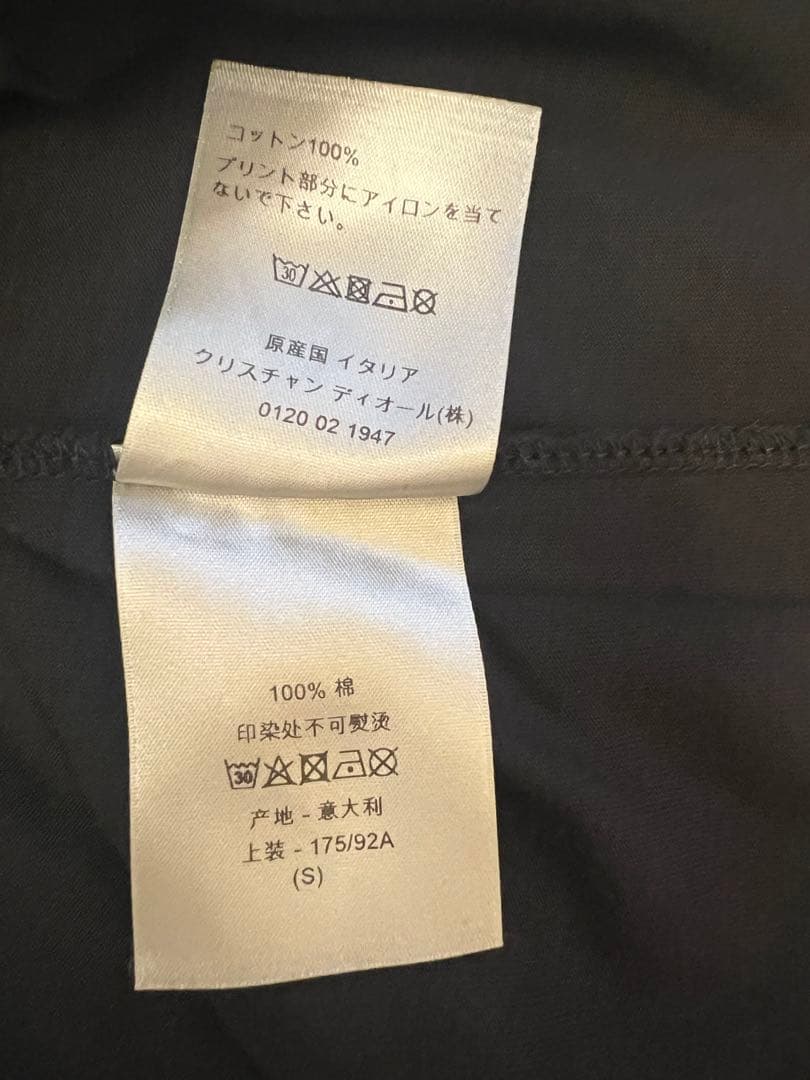 コットン100%
プリント部分にアイロンを当て
ないで下さい。
30
原産国 イタリア
クリスチャン ディオール(株)
0120 02 1947
100% 棉
印染处不可熨烫
30
产地 - 意大利
上装 - 175/92A
(S)